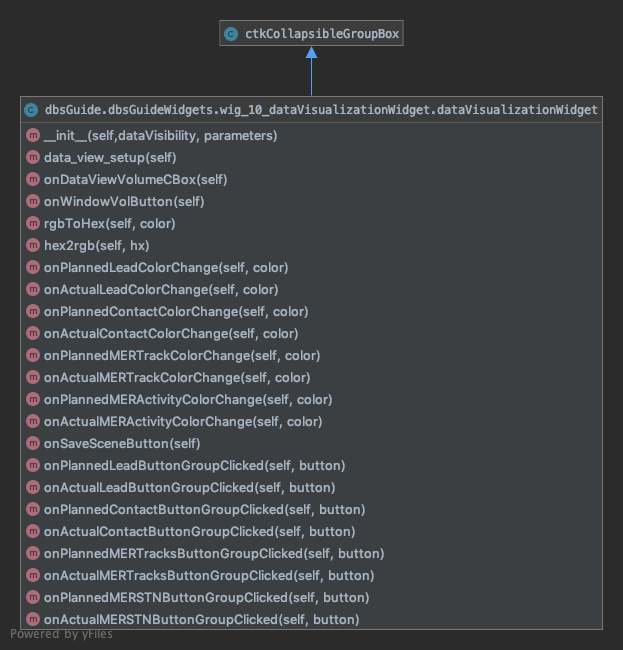 C ctkCollapsibleGroupBox
C dbsGuide.dbsGuideWidgets.wig_10_dataVisualizationWidget.dataVisualizationWidget
m __init__(self,dataVisibility, parameters)
m data_view_setup(self)
m onDataViewVolumeCBox(self)
m onWindowVolButton(self)
m rgbToHex(self, color)
m hex2rgb(self, hx)
m onPlannedLeadColorChange(self, color)
m onActualLeadColorChange(self, color)
m onPlannedContactColorChange(self, color)
m onActualContactColorChange(self, color)
m onPlannedMERTrackColorChange(self, color)
m onActualMERTrackColorChange(self, color)
m onPlannedMERActivityColorChange(self, color)
m onActualMERActivityColorChange(self, color)
m onSaveSceneButton(self)
m onPlannedLeadButtonGroupClicked(self, button)
m onActualLeadButtonGroupClicked(self, button)
m onPlannedContactButtonGroupClicked(self, button)
m onActualContactButtonGroupClicked(self, button)
m onPlannedMERTracksButtonGroupClicked(self, button)
m onActualMERTracksButtonGroupClicked(self, button)
m onPlannedMERSTNButtonGroupClicked(self, button)
m onActualMERSTNButtonGroupClicked(self, button)
Powered by yFiles